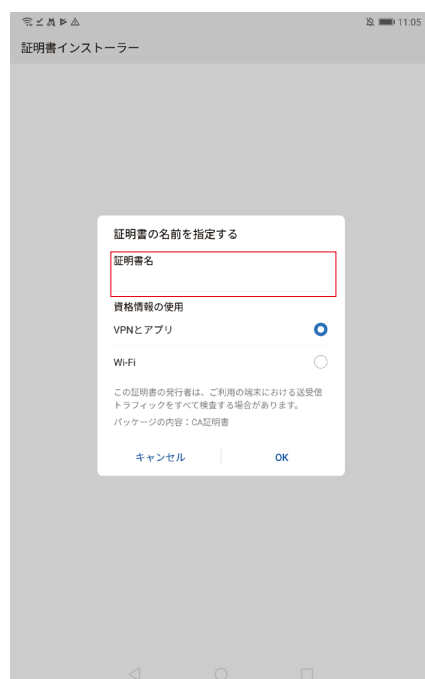 11:05
証明書インストーラー
証明書の名前を指定する
証明書名
資格情報の使用
VPNとアプリ
Wi-Fi
この証明書の発行者は、ご利用の端末における送受信
トラフィックをすべて検査する場合があります。
パッケージの内容：CA証明書
キャンセル
OK